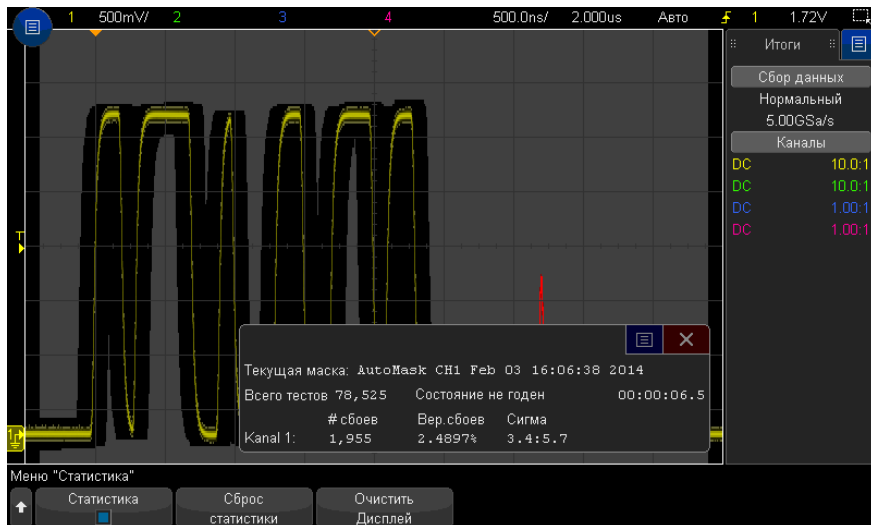 1 500mV/ 2 3 4 500.0ns/ 2.000us Авто 1 1.72V
Итоги
Сбор данных
Нормальный
5.00GSa/s
Каналы
DC 10.0:1
DC 10.0:1
DC 1.00:1
DC 1.00:1
T
Текущая маска: AutoMask CH1 Feb 03 16:06:38 2014
Всего тестов 78,525 Состояние не годен 00:00:06.5
# сбоев Вер.сбоев Сигма
Kanal 1: 1,955 2.4897% 3.4:5.7
1
Меню "Статистика"
Статистика
Сброс статистики
Очистить Дисплей